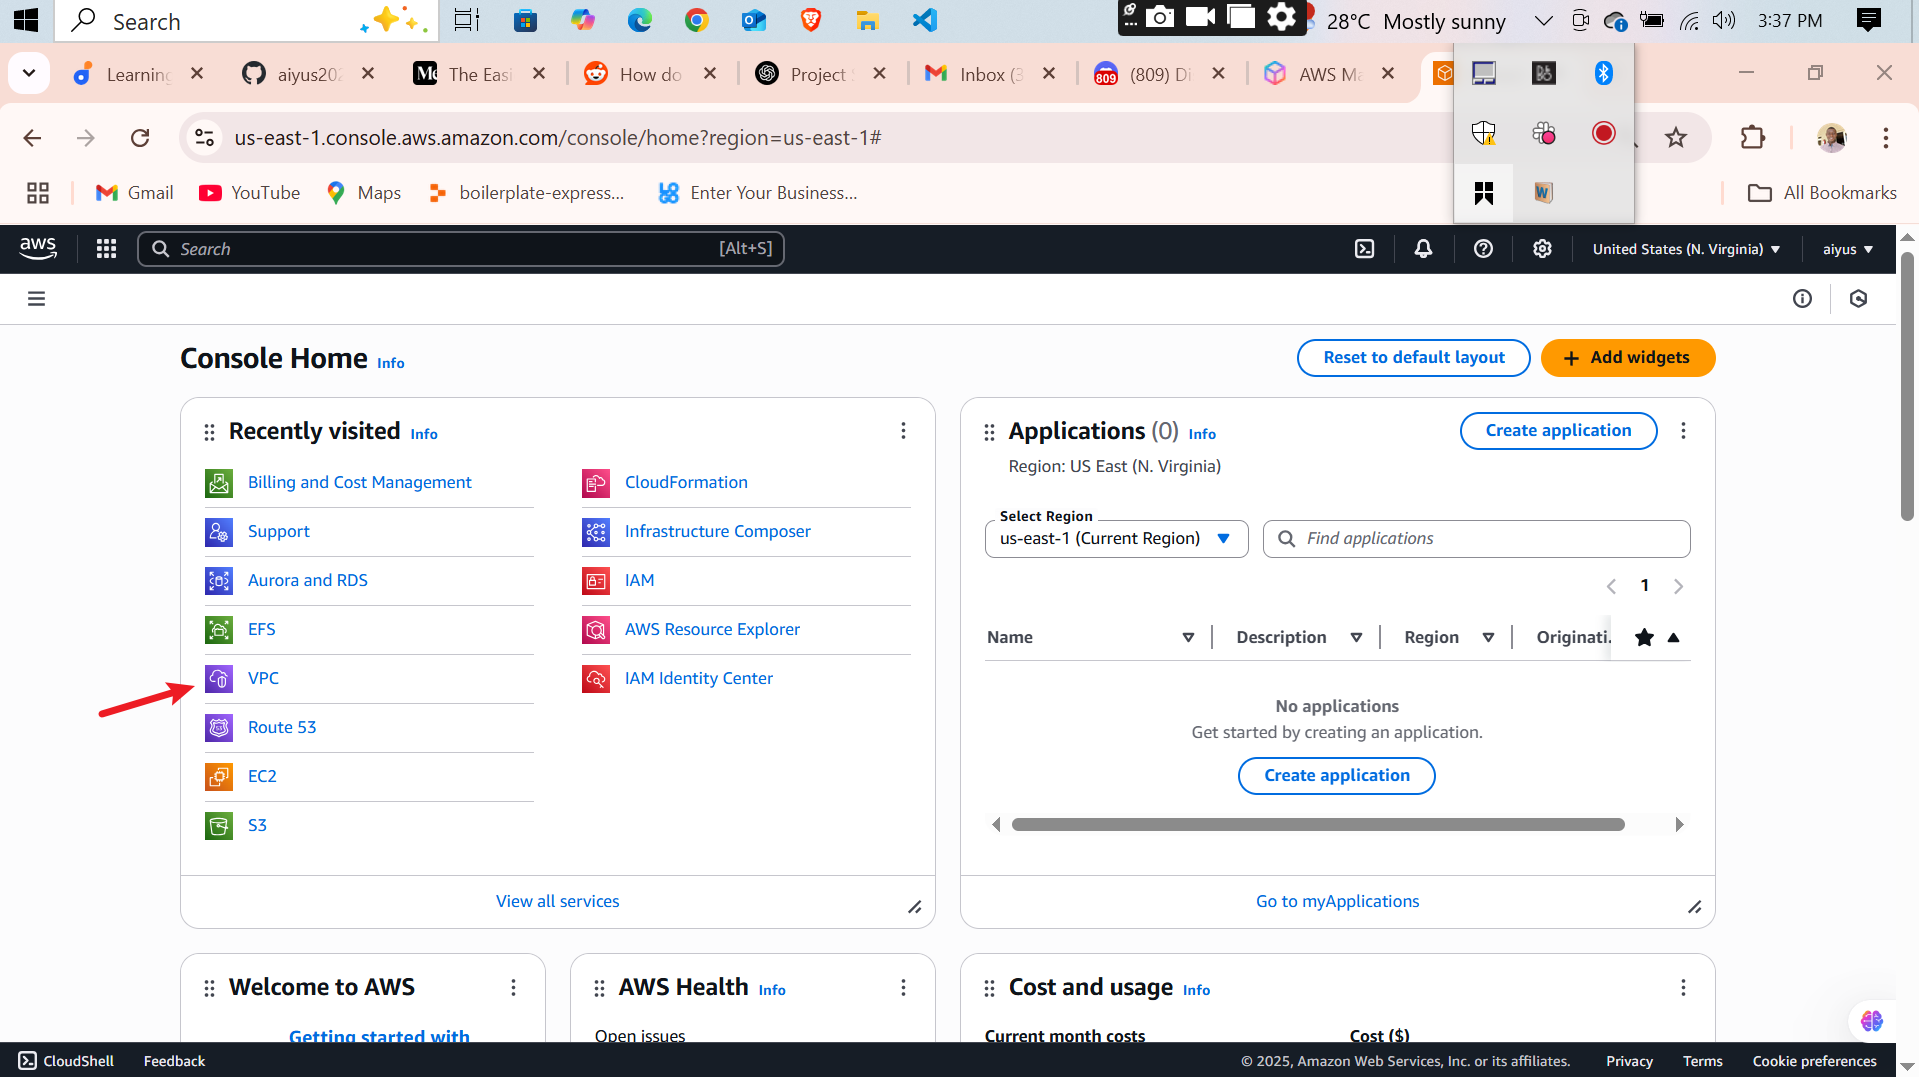 Search
28°C Mostly sunny
3:37 PM
Learning
aiyus202
Me
The Easi
How do
Project S
Inbox (3
809
(809) Di
AWS Ma
us-east-1.console.aws.amazon.com/console/home?region=us-east-1#
Gmail
YouTube
Maps
boilerplate-express...
Enter Your Business...
All Bookmarks
aws
Search
[Alt+S]
United States (N. Virginia)
aiyus
Console Home Info
Reset to default layout
+ Add widgets
Recently visited Info
Billing and Cost Management
Support
Aurora and RDS
EFS
VPC
Route 53
EC2
S3
CloudFormation
Infrastructure Composer
IAM
AWS Resource Explorer
IAM Identity Center
View all services
Applications (0) Info
Create application
Region: US East (N. Virginia)
Select Region
us-east-1 (Current Region)
Find applications
1
Name
Description
Region
Originati.
No applications
Get started by creating an application.
Create application
Go to myApplications
Welcome to AWS
Getting started with
AWS Health Info
Open issues
Cost and usage Info
Current month costs
Cost ($)
CloudShell
Feedback
© 2025, Amazon Web Services, Inc. or its affiliates.
Privacy
Terms
Cookie preferences